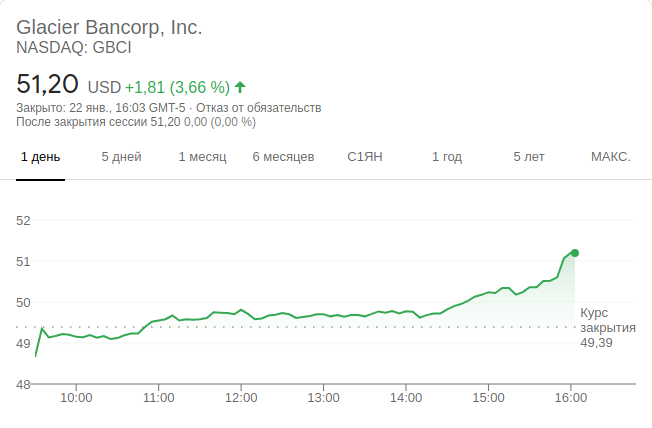 Glacier Bancorp, Inc.
NASDAQ: GBCI
51,20 USD +1,81 (3,66 %)
Закрыто: 22 янв., 16:03 GMT-5 · Отказ от обязательств
После закрытия сессии 51,20 0,00 (0,00 %)
1 день 5 дней 1 месяц 6 месяцев С1ЯН 1 год 5 лет МАКС.
52
51
50
49
48
Курс
закрытия
49,39
10:00 11:00 12:00 13:00 14:00 15:00 16:00